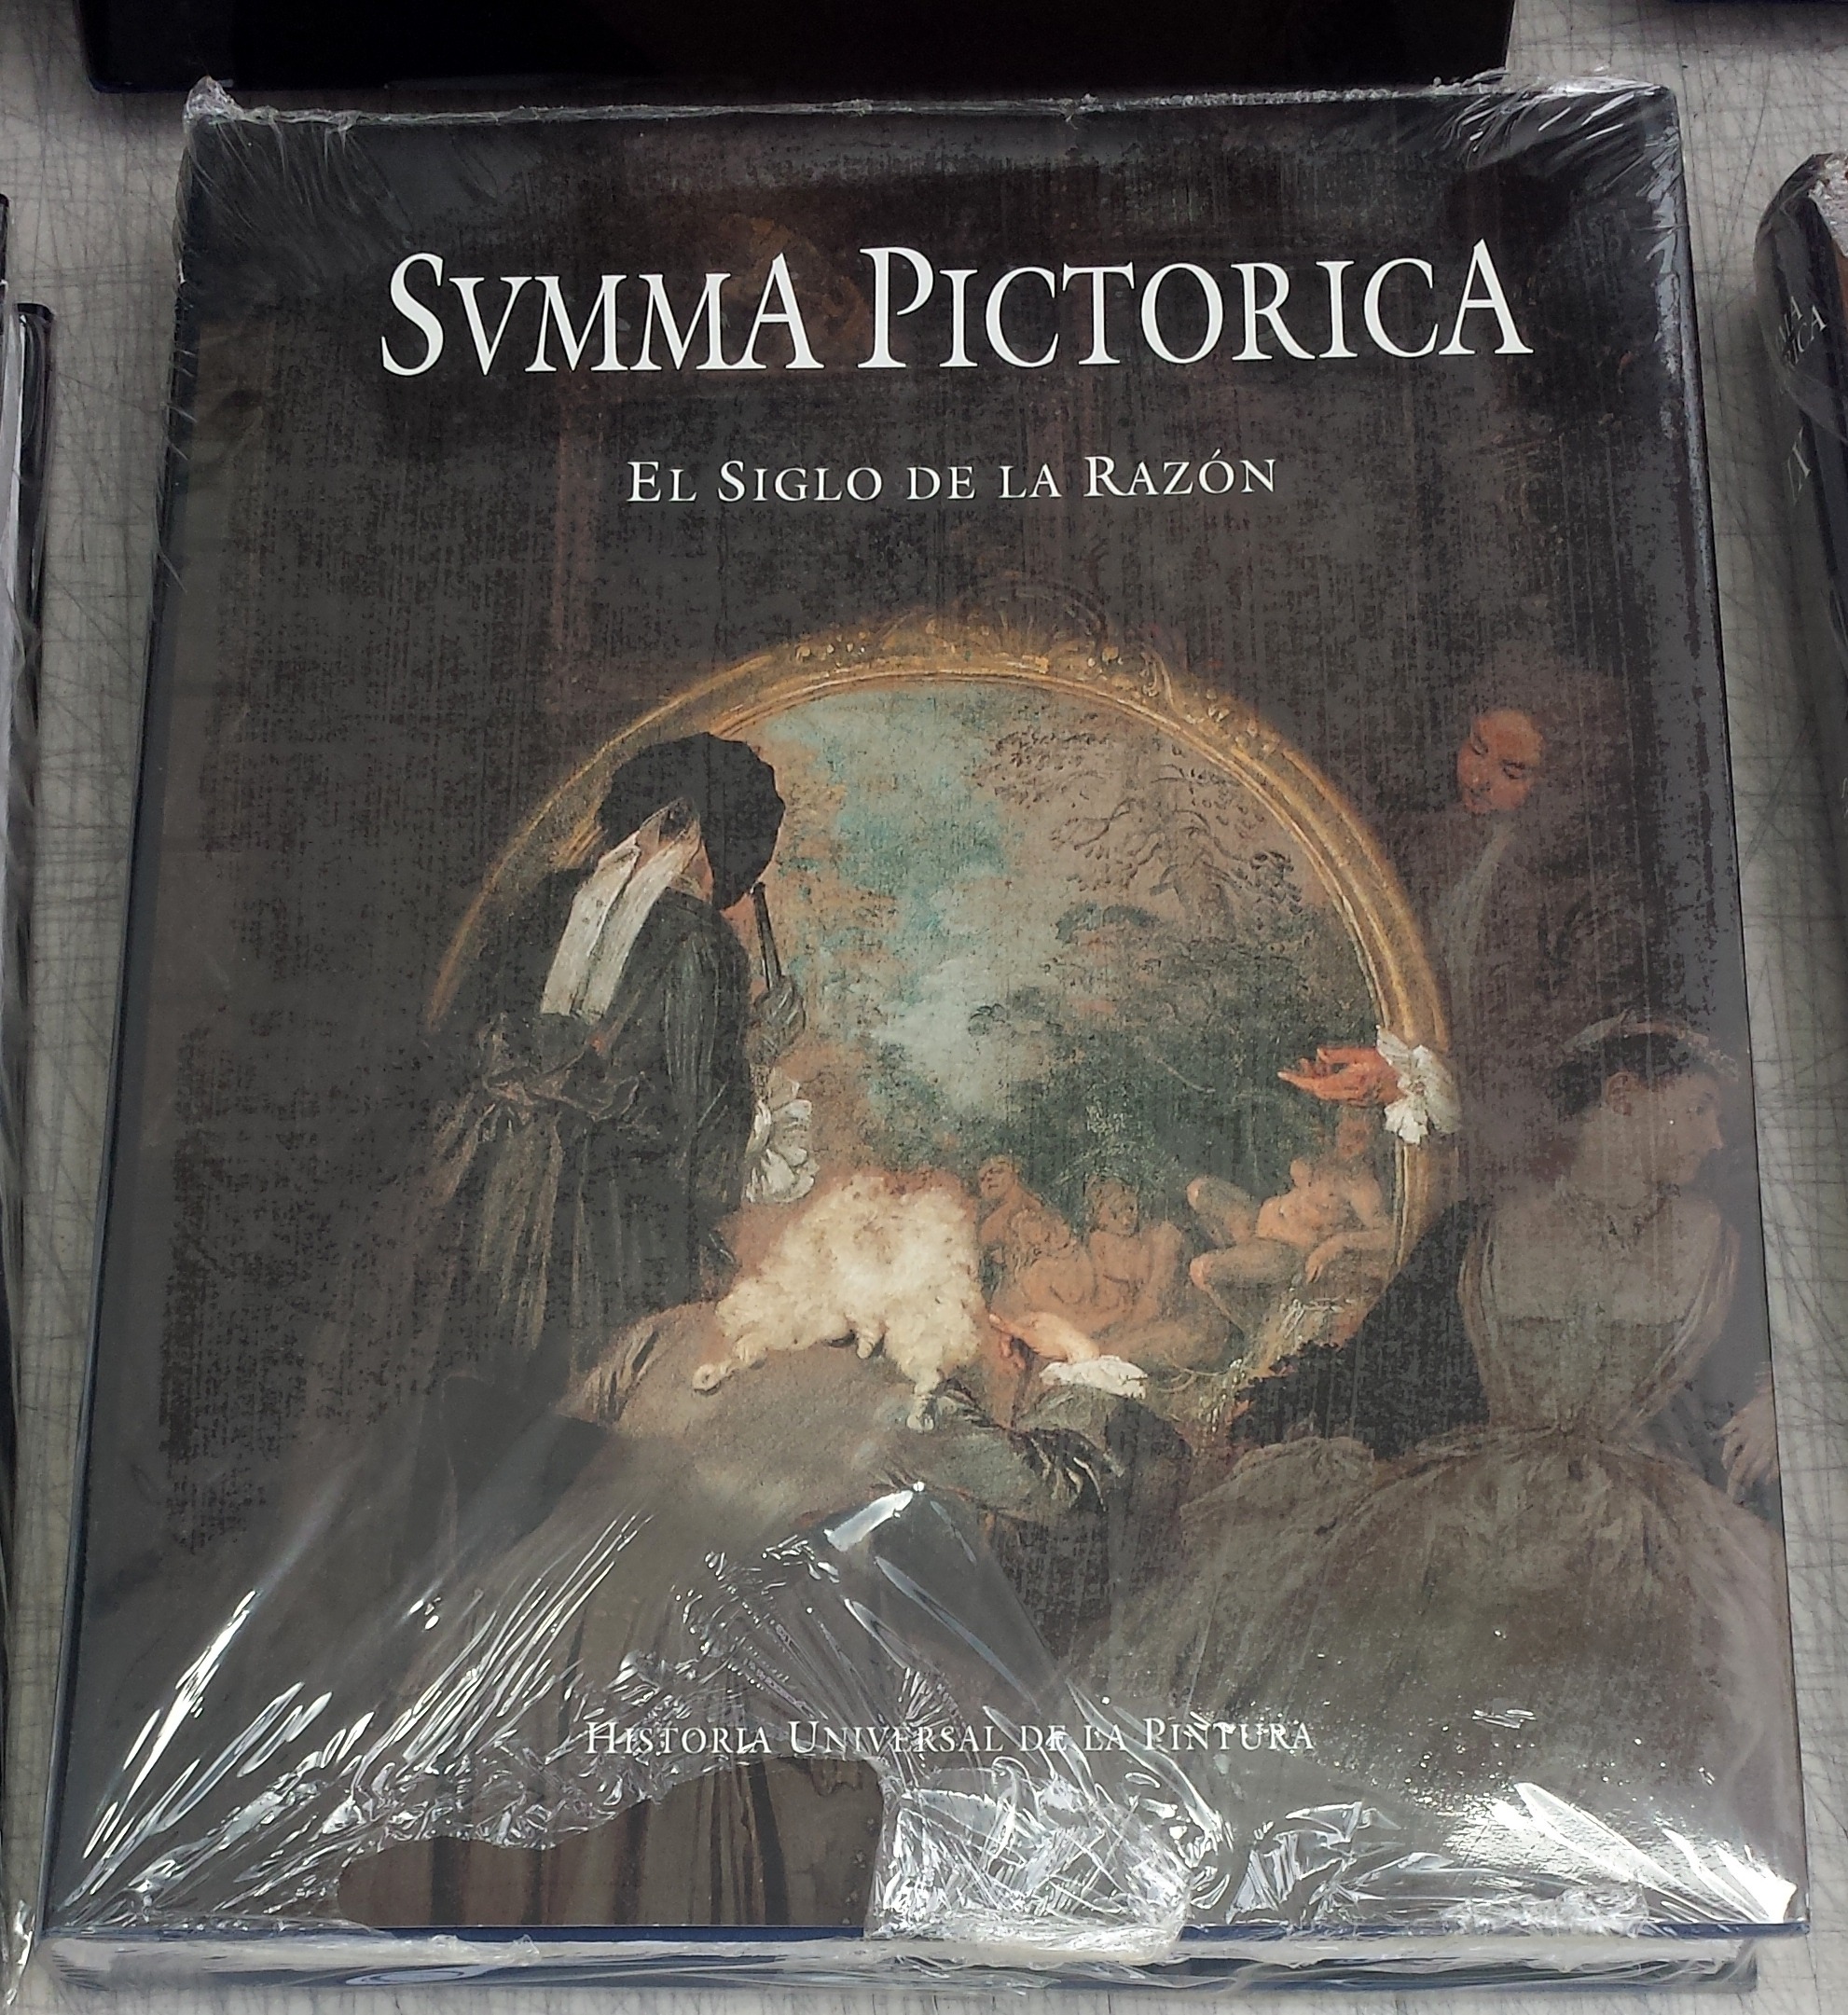 SVMMA PICTORICA
EL SIGLO DE LA RAZÓN
HISTORIA UNIVERSAL DE LA PINTURA